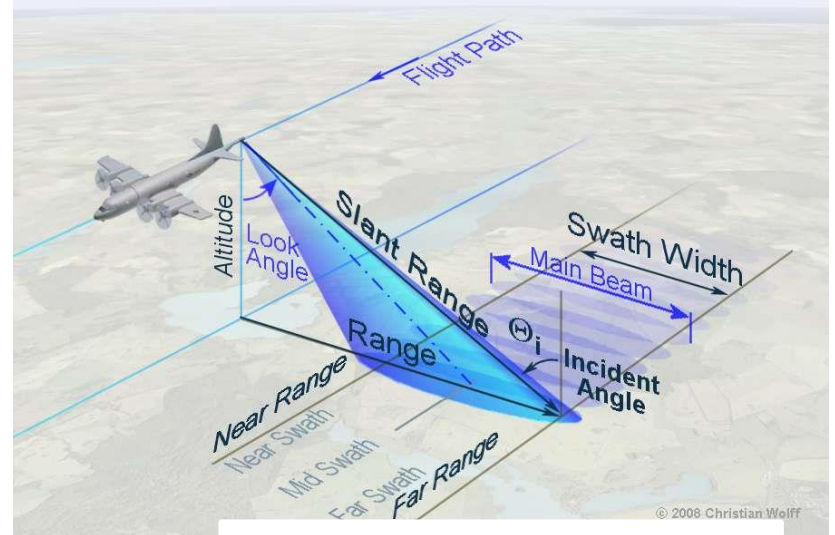 Flight Path
Altitude
Look
Angle
Slant Range
Swath Width
Main Beam
Range
Θi
Incident
Angle
Near Range
Near Swath
Mid Swath
Far Swath
Far Range
© 2008 Christian Wolff